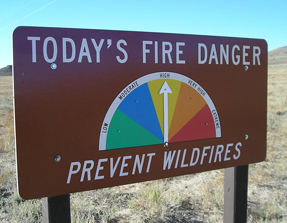 TODAY'S FIRE DANGER
LOW
MODERATE
HIGH
VERY HIGH
EXTREME
PREVENT WILDFIRES